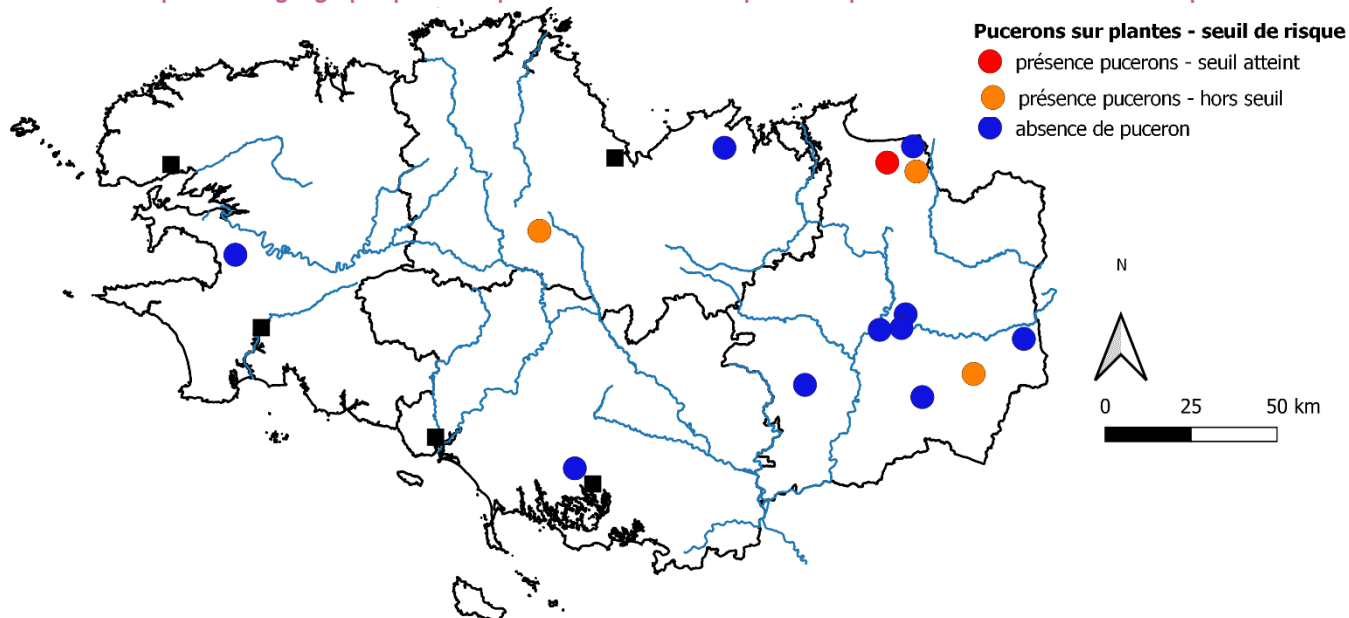 Pucerons sur plantes - seuil de risque
présence pucerons - seuil atteint
présence pucerons - hors seuil
absence de puceron
N
0 25 50 km